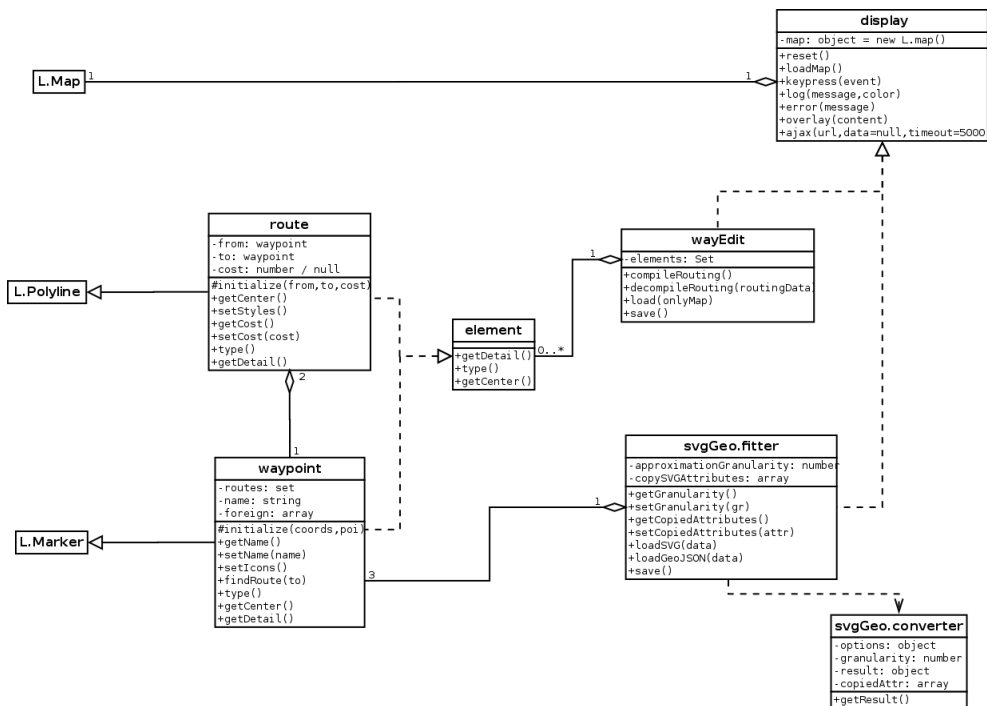 display
-map: object = new L.map()
+reset()
+loadMap()
+keypress(event)
+log(message,color)
+error(message)
+overlay(content)
+ajax(url,data=null,timeout=5000
L.Map
1
1
route
-from: waypoint
-to: waypoint
-cost: number / null
#initialize(from,to,cost)
+getCenter()
+setStyles()
+getCost()
+setCost(cost)
+type()
+getDetail()
L.Polyline
wayEdit
-elements: Set
+compileRouting()
+decompileRouting(routingData)
+load(onlyMap)
+save()
1
element
+getDetail()
+type()
+getCenter()
0..*
2
1
waypoint
-routes: set
-name: string
-foreign: array
#initialize(coords,poi)
+getName()
+setName(name)
+setIcons()
+findRoute(to)
+type()
+getCenter()
+getDetail()
L.Marker
3
1
svgGeo.fitter
-approximationGranularity: number
-copySVGAttributes: array
+getGranularity()
+setGranularity(gr)
+getCopiedAttributes()
+setCopiedAttributes(attr)
+loadSVG(data)
+loadGeoJSON(data)
+save()
svgGeo.converter
-options: object
-granularity: number
-result: object
-copiedAttr: array
+getResult()